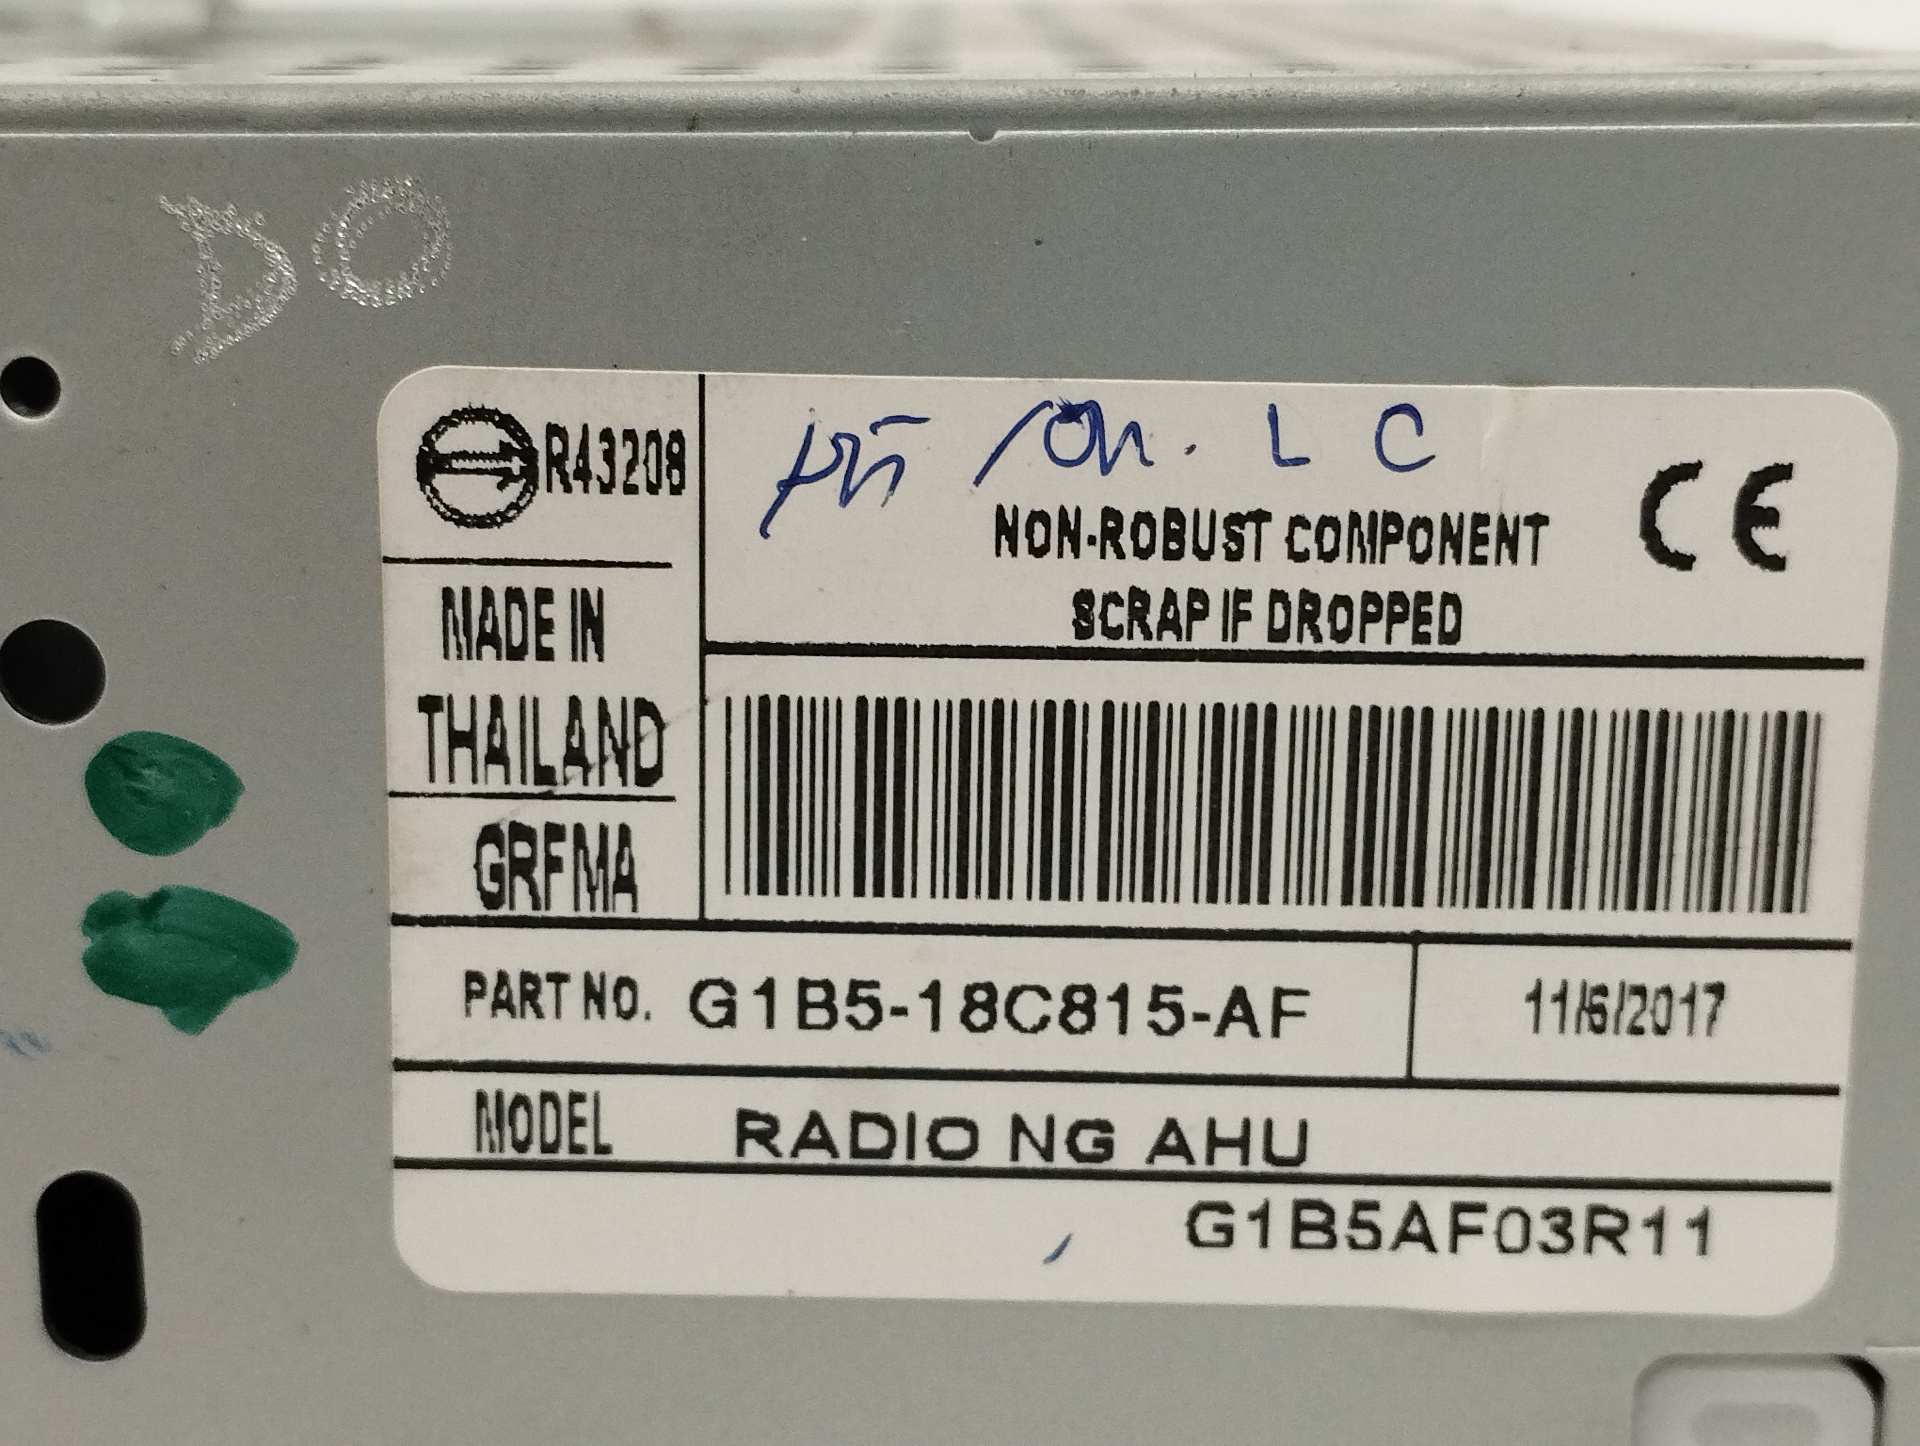 DO
R43208
L C
NON-ROBUST COMPONENT
SCRAP IF DROPPED
CE
MADE IN
THAILAND
GRFMA
PART NO. G1B5-18C815-AF
11/6/2017
MODEL RADIO NG AHU
G1B5AF03R11